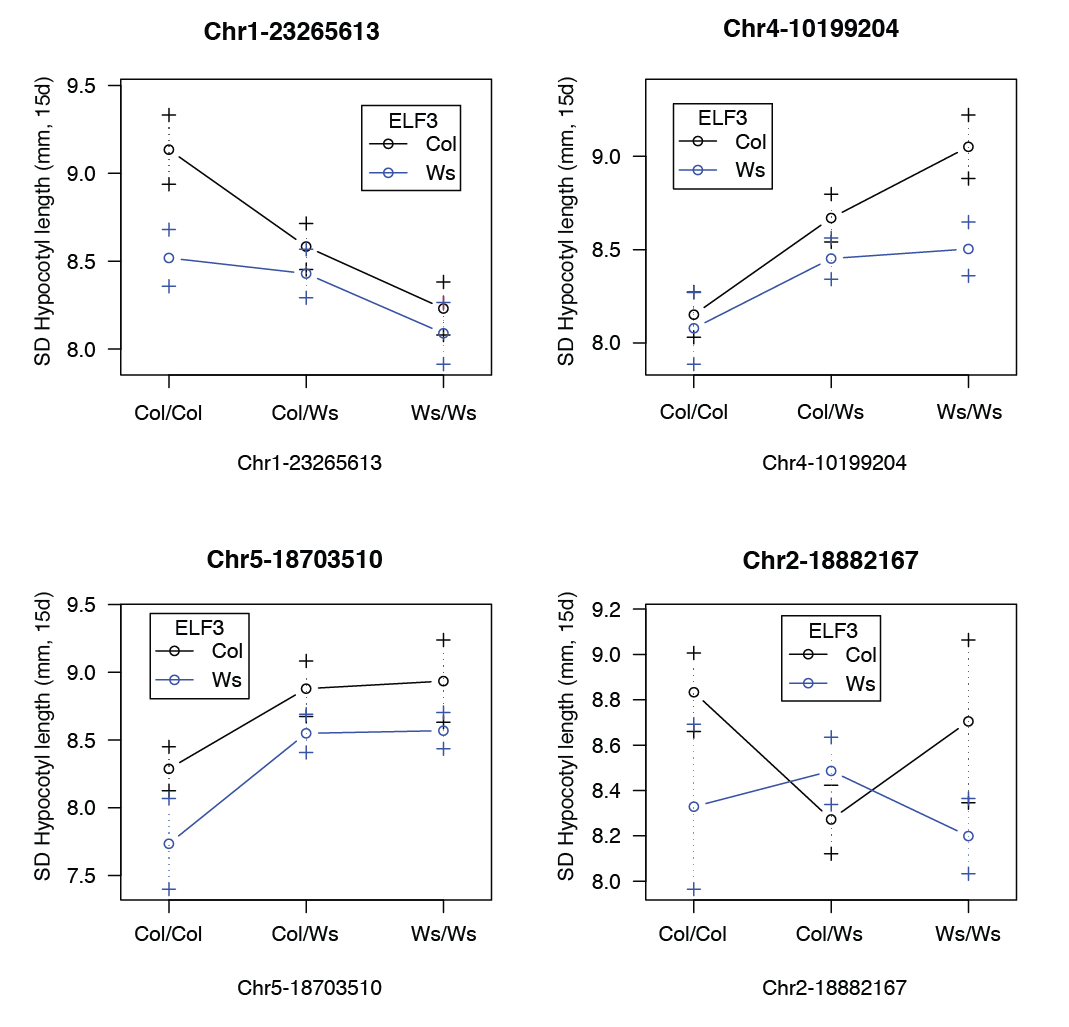 Chr1-23265613
SD Hypocotyl length (mm, 15d)
9.5
9.0
8.5
8.0
ELF3
Col
Ws
Col/Col Col/Ws Ws/Ws
Chr1-23265613
Chr4-10199204
SD Hypocotyl length (mm, 15d)
9.0
8.5
8.0
ELF3
Col
Ws
Col/Col Col/Ws Ws/Ws
Chr4-10199204
Chr5-18703510
SD Hypocotyl length (mm, 15d)
9.5
9.0
8.5
8.0
7.5
ELF3
Col
Ws
Col/Col Col/Ws Ws/Ws
Chr5-18703510
Chr2-18882167
SD Hypocotyl length (mm, 15d)
9.2
9.0
8.8
8.6
8.4
8.2
8.0
ELF3
Col
Ws
Col/Col Col/Ws Ws/Ws
Chr2-18882167